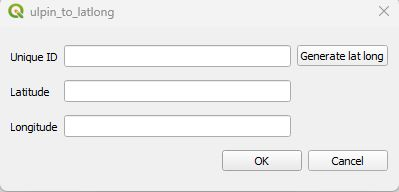 ulpin_to_latlong
Unique ID
Generate lat long
Latitude
Longitude
OK
Cancel